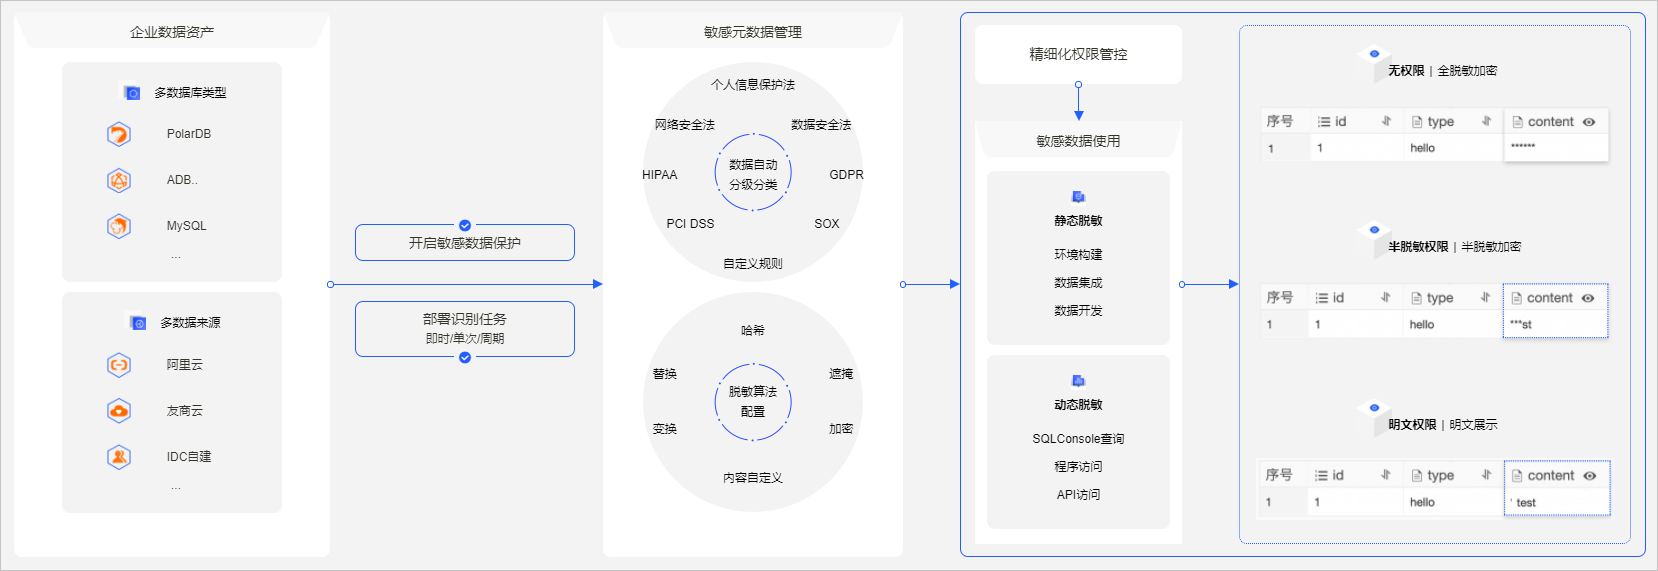 企业数据资产
多数据库类型
PolarDB
ADB..
MySQL
...
多数据来源
阿里云
友商云
IDC自建
...
开启敏感数据保护
部署识别任务
即时/单次/周期
敏感元数据管理
个人信息保护法
网络安全法
数据安全法
数据自动
分级分类
HIPAA
GDPR
PCI DSS
SOX
自定义规则
哈希
替换
遮掩
脱敏算法
配置
变换
加密
内容自定义
精细化权限管控
敏感数据使用
静态脱敏
环境构建
数据集成
数据开发
动态脱敏
SQLConsole查询
程序访问
API访问
无权限 | 全脱敏加密
序号 id type content
1 1 hello ******
半脱敏权限 | 半脱敏加密
序号 id type content
1 1 hello ***st
明文权限 | 明文展示
序号 id type content
1 1 hello ' test